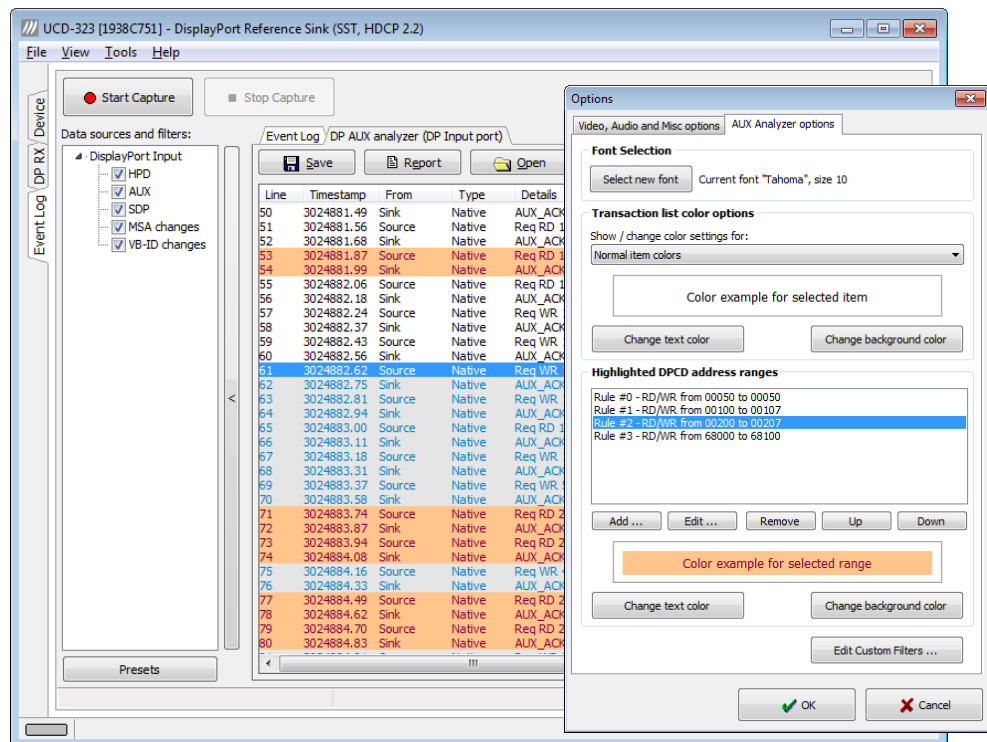 UCD-323 [1938C751] - DisplayPort Reference Sink (SST, HDCP 2.2)
File View Tools Help
Device
DP RX
Event Log
Start Capture
Stop Capture
Data sources and filters:
DisplayPort Input
HPD
AUX
SDP
MSA changes
VB-ID changes
Presets
<
Event Log DP AUX analyzer (DP Input port)
Save Report Open
Line Timestamp From Type Details
50 3024881.49 Sink Native AUX_ACK
51 3024881.56 Source Native Req RD 1
52 3024881.68 Sink Native AUX_ACK
53 3024881.87 Source Native Req RD 1
54 3024881.99 Sink Native AUX_ACK
55 3024882.06 Source Native Req RD 1
56 3024882.18 Sink Native AUX_ACK
57 3024882.24 Source Native Req WR
58 3024882.37 Sink Native AUX_ACK
59 3024882.43 Source Native Req WR
60 3024882.56 Sink Native AUX_ACK
61 3024882.62 Source Native Req WR
62 3024882.75 Sink Native AUX_ACK
63 3024882.81 Source Native Req WR
64 3024882.94 Sink Native AUX_ACK
65 3024883.00 Source Native Req RD 1
66 3024883.11 Sink Native AUX_ACK
67 3024883.18 Source Native Req WR
68 3024883.31 Sink Native AUX_ACK
69 3024883.37 Source Native Req WR
70 3024883.58 Sink Native AUX_ACK
71 3024883.74 Source Native Req RD 2
72 3024883.87 Sink Native AUX_ACK
73 3024883.94 Source Native Req RD 2
74 3024884.08 Sink Native AUX_ACK
75 3024884.16 Source Native Req WR
76 3024884.33 Sink Native AUX_ACK
77 3024884.49 Source Native Req RD 2
78 3024884.62 Sink Native AUX_ACK
79 3024884.70 Source Native Req RD 2
80 3024884.83 Sink Native AUX_ACK
Options
Video, Audio and Misc options AUX Analyzer options
Font Selection
Select new font Current font "Tahoma", size 10
Transaction list color options
Show / change color settings for:
Normal item colors
Color example for selected item
Change text color Change background color
Highlighted DPCD address ranges
Rule #0 - RD/WR from 00050 to 00050
Rule #1 - RD/WR from 00100 to 00107
Rule #2 - RD/WR from 00200 to 00207
Rule #3 - RD/WR from 68000 to 68100
Add ... Edit ... Remove Up Down
Color example for selected range
Change text color Change background color
Edit Custom Filters ...
OK Cancel